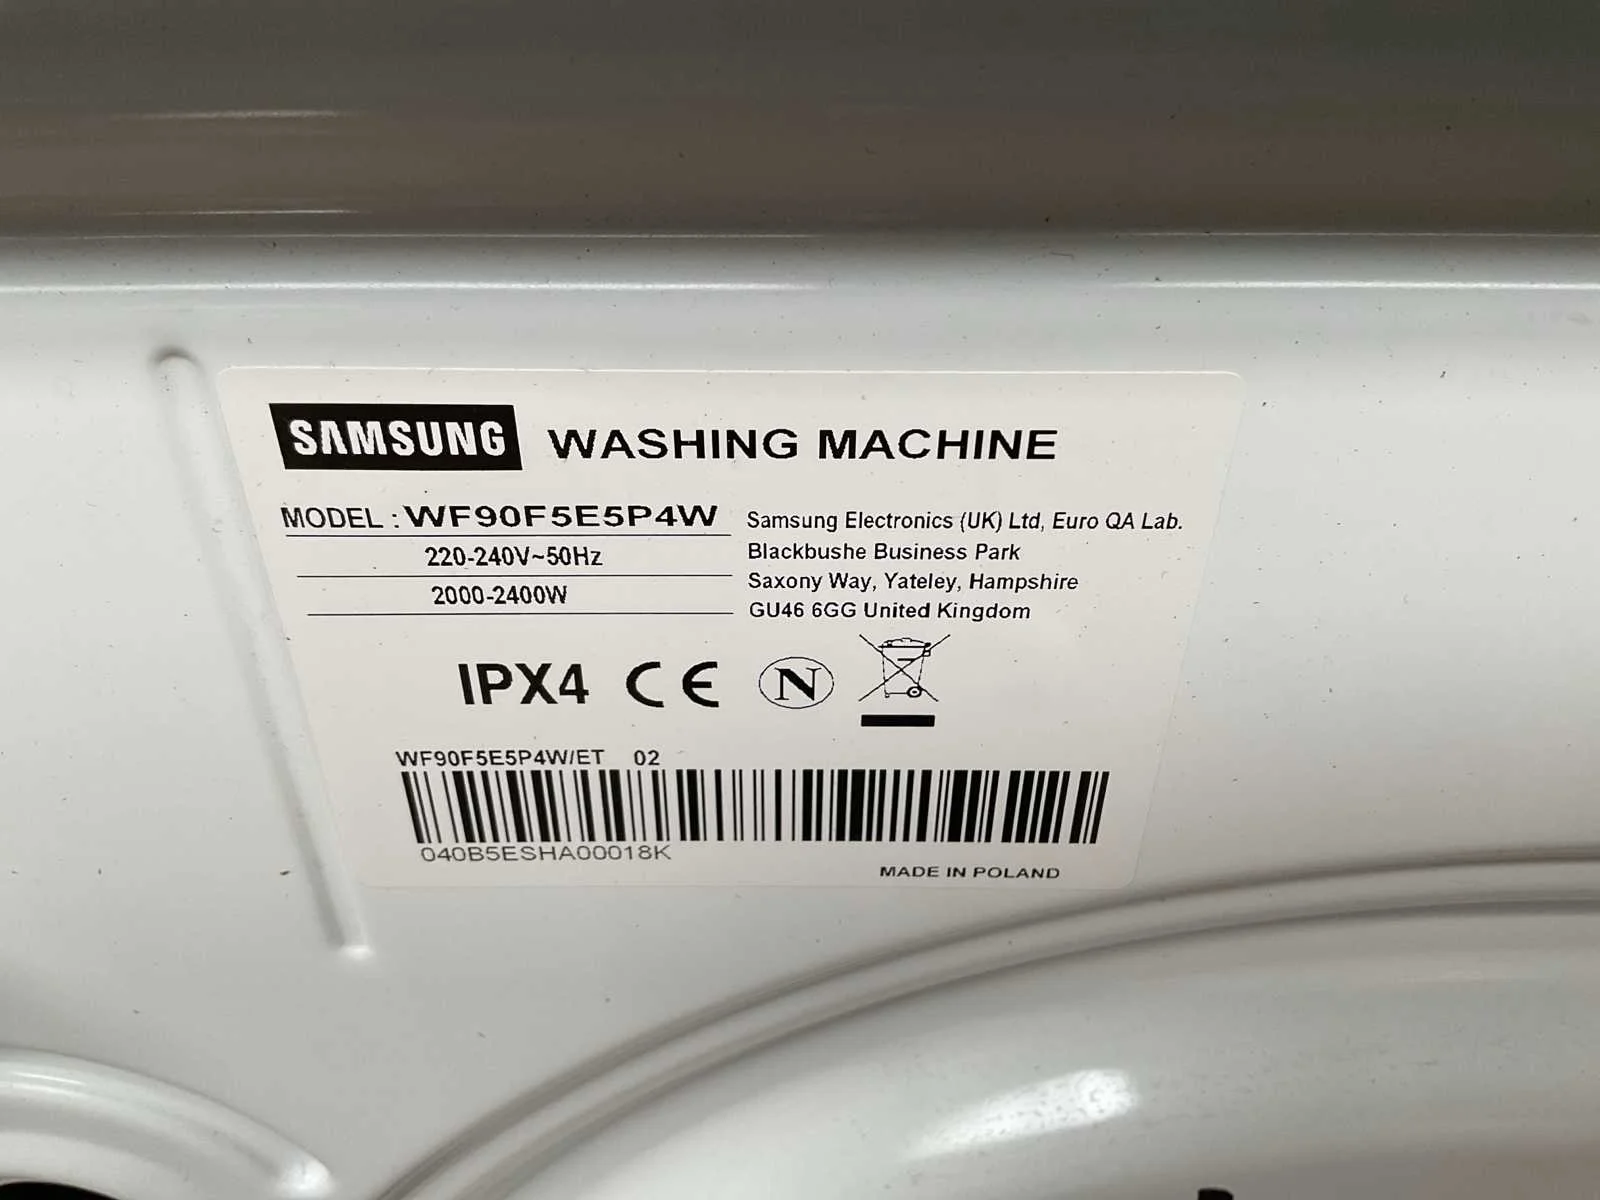 SAMSUNG WASHING MACHINE
MODEL : WF90F5E5P4W
220-240V~50Hz
2000-2400W
Samsung Electronics (UK) Ltd, Euro QA Lab.
Blackbushe Business Park
Saxony Way, Yateley, Hampshire
GU46 6GG United Kingdom
IPX4 CE N
WF90F5E5P4W/ET 02
040B5ESHA00018K
MADE IN POLAND